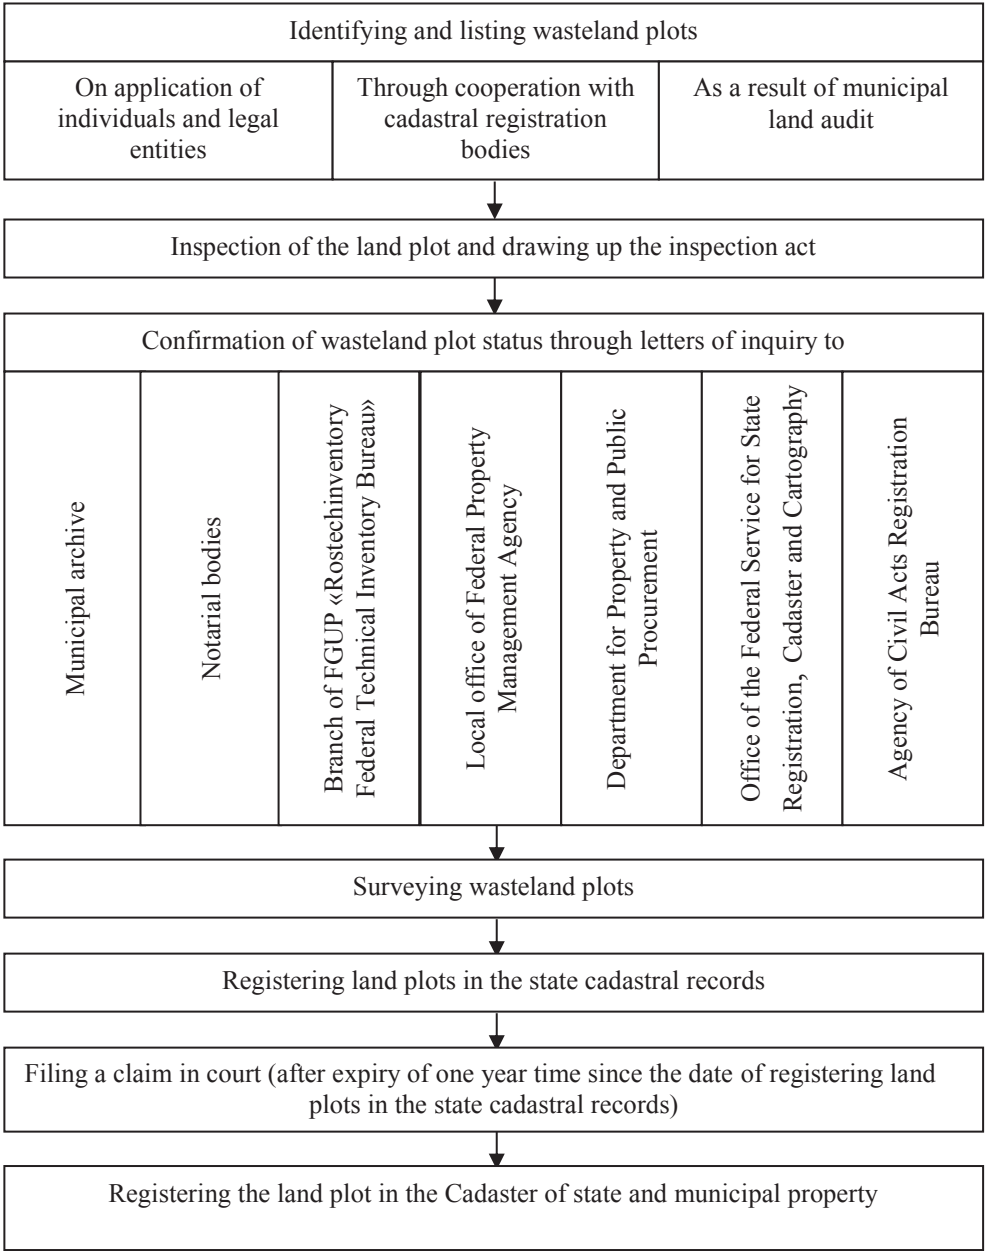 Identifying and listing wasteland plots
On application of
individuals and legal
entities
Through cooperation with
cadastral registration
bodies
As a result of municipal
land audit
Inspection of the land plot and drawing up the inspection act
Confirmation of wasteland plot status through letters of inquiry to
Municipal archive
Notarial bodies
Branch of FGUP «Rostechinventory
Federal Technical Inventory Bureau»
Local office of Federal Property
Management Agency
Department for Property and Public
Procurement
Office of the Federal Service for State
Registration, Cadaster and Cartography
Agency of Civil Acts Registration
Bureau
Surveying wasteland plots
Registering land plots in the state cadastral records
Filing a claim in court (after expiry of one year time since the date of registering land
plots in the state cadastral records)
Registering the land plot in the Cadaster of state and municipal property